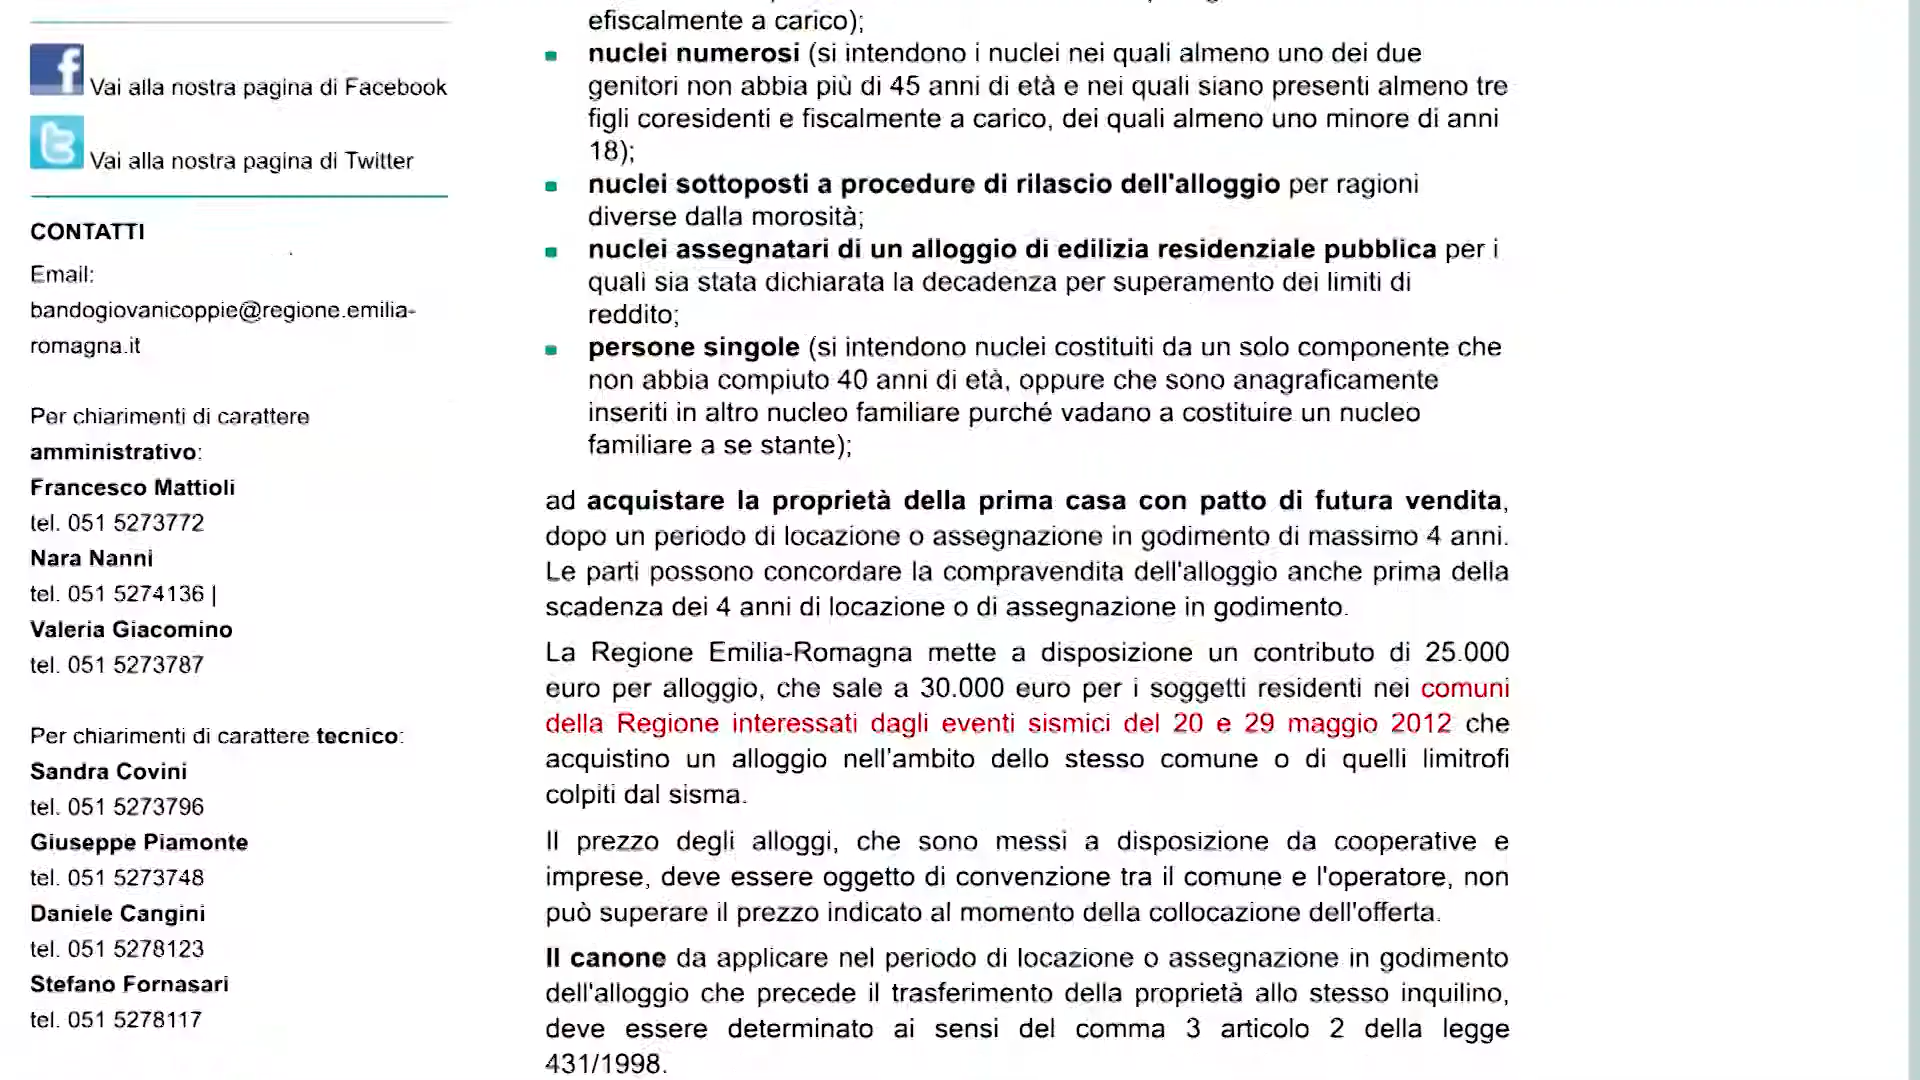 Vai alla nostra pagina di Facebook
Vai alla nostra pagina di Twitter
CONTATTI
Email:
bandogiovanicoppie@regione.emilia-
romagna.it
Per chiarimenti di carattere
amministrativo:
Francesco Mattioli
tel. 051 5273772
Nara Nanni
tel. 051 5274136 |
Valeria Giacomino
tel. 051 5273787
Per chiarimenti di carattere tecnico:
Sandra Covini
tel. 051 5273796
Giuseppe Piamonte
tel. 051 5273748
Daniele Cangini
tel. 051 5278123
Stefano Fornasari
tel. 051 5278117
efiscalmente a carico);
nuclei numerosi (si intendono i nuclei nei quali almeno uno dei due
genitori non abbia più di 45 anni di età e nei quali siano presenti almeno tre
figli coresidenti e fiscalmente a carico, dei quali almeno uno minore di anni
18);
nuclei sottoposti a procedure di rilascio dell'alloggio per ragioni
diverse dalla morosità;
nuclei assegnatari di un alloggio di edilizia residenziale pubblica per i
quali sia stata dichiarata la decadenza per superamento dei limiti di
reddito;
persone singole (si intendono nuclei costituiti da un solo componente che
non abbia compiuto 40 anni di età, oppure che sono anagraficamente
inseriti in altro nucleo familiare purché vadano a costituire un nucleo
familiare a se stante);
ad acquistare la proprietà della prima casa con patto di futura vendita,
dopo un periodo di locazione o assegnazione in godimento di massimo 4 anni.
Le parti possono concordare la compravendita dell'alloggio anche prima della
scadenza dei 4 anni di locazione o di assegnazione in godimento.
La Regione Emilia-Romagna mette a disposizione un contributo di 25.000
euro per alloggio, che sale a 30.000 euro per i soggetti residenti nei comuni
della Regione interessati dagli eventi sismici del 20 e 29 maggio 2012 che
acquistino un alloggio nell'ambito dello stesso comune o di quelli limitrofi
colpiti dal sisma.
Il prezzo degli alloggi, che sono messi a disposizione da cooperative e
imprese, deve essere oggetto di convenzione tra il comune e l'operatore, non
può superare il prezzo indicato al momento della collocazione dell'offerta.
Il canone da applicare nel periodo di locazione o assegnazione in godimento
dell'alloggio che precede il trasferimento della proprietà allo stesso inquilino,
deve essere determinato ai sensi del comma 3 articolo 2 della legge
431/1998.